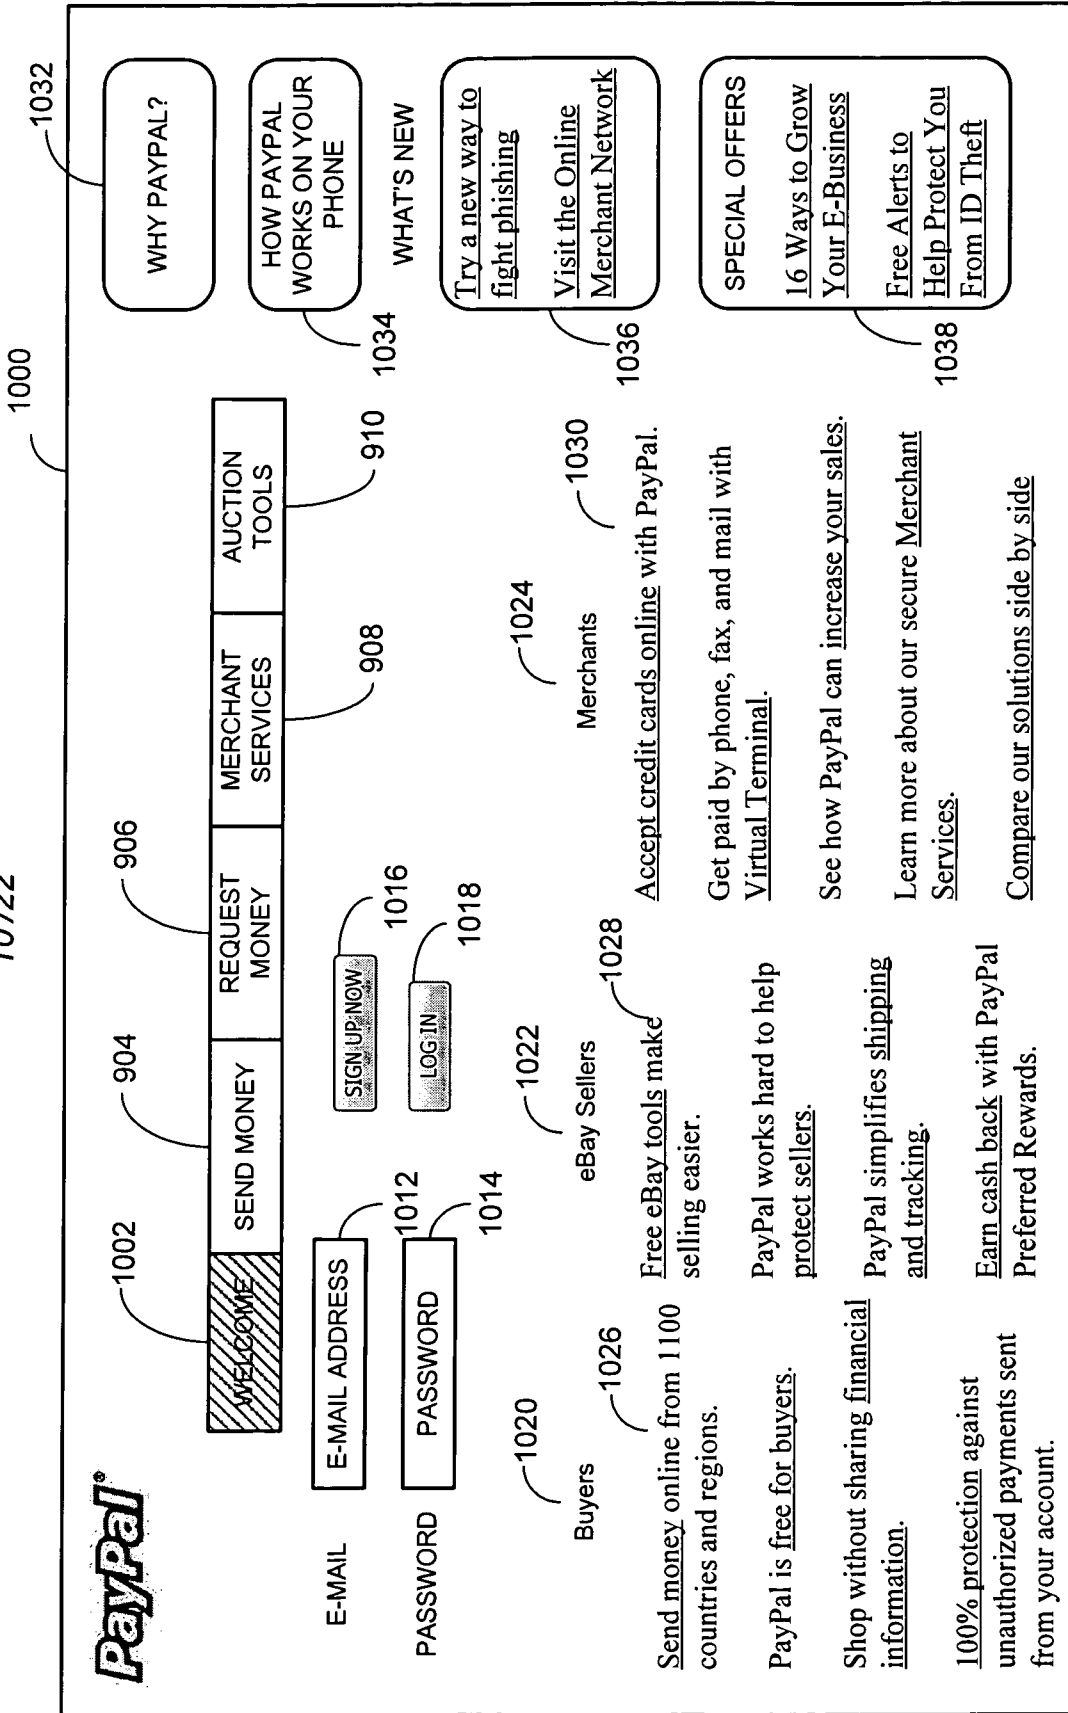 10/22
1000
PayPal®
1002
904
906
908
910
WELCOME
SEND MONEY
REQUEST
MONEY
MERCHANT
SERVICES
AUCTION
TOOLS
E-MAIL
E-MAIL ADDRESS
1012
SIGN UP NOW
1016
PASSWORD
PASSWORD
1014
LOG IN
1018
1020
Buyers
1026
Send money online from 1100
countries and regions.
PayPal is free for buyers.
Shop without sharing financial
information.
100% protection against
unauthorized payments sent
from your account.
1022
eBay Sellers
1028
Free eBay tools make
selling easier.
PayPal works hard to help
protect sellers.
PayPal simplifies shipping
and tracking.
Earn cash back with PayPal
Preferred Rewards.
1024
Merchants
1030
Accept credit cards online with PayPal.
Get paid by phone, fax, and mail with
Virtual Terminal.
See how PayPal can increase your sales.
Learn more about our secure Merchant
Services.
Compare our solutions side by side
1032
WHY PAYPAL?
HOW PAYPAL
WORKS ON YOUR
PHONE
1034
WHAT'S NEW
Try a new way to
fight phishing
Visit the Online
Merchant Network
1036
SPECIAL OFFERS
16 Ways to Grow
Your E-Business
Free Alerts to
Help Protect You
From ID Theft
1038